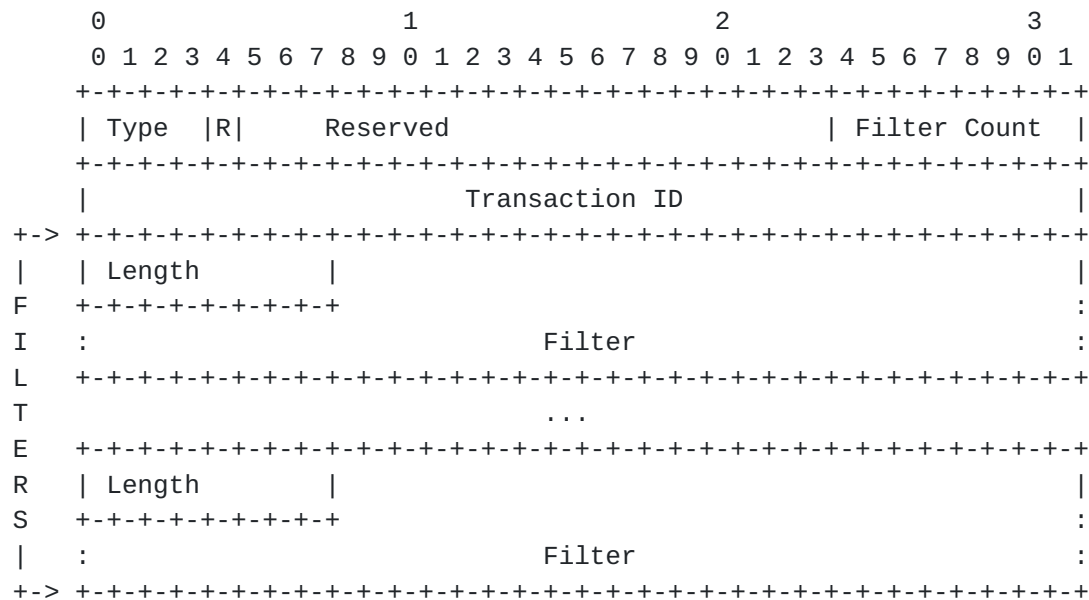 0                   1                   2                   3
 0 1 2 3 4 5 6 7 8 9 0 1 2 3 4 5 6 7 8 9 0 1 2 3 4 5 6 7 8 9 0 1
    +-+-+-+-+-+-+-+-+-+-+-+-+-+-+-+-+-+-+-+-+-+-+-+-+-+-+-+-+-+-+-+-+
    | Type  |R|     Reserved                        | Filter Count  |
    +-+-+-+-+-+-+-+-+-+-+-+-+-+-+-+-+-+-+-+-+-+-+-+-+-+-+-+-+-+-+-+-+
    |                        Transaction ID                         |
+-> +-+-+-+-+-+-+-+-+-+-+-+-+-+-+-+-+-+-+-+-+-+-+-+-+-+-+-+-+-+-+-+-+
|   | Length        |                                               |
F   +-+-+-+-+-+-+-+-+                                               :
I   :                             Filter                            :
L   +-+-+-+-+-+-+-+-+-+-+-+-+-+-+-+-+-+-+-+-+-+-+-+-+-+-+-+-+-+-+-+-+
T                                 ...
E   +-+-+-+-+-+-+-+-+-+-+-+-+-+-+-+-+-+-+-+-+-+-+-+-+-+-+-+-+-+-+-+-+
R   | Length        |                                               |
S   +-+-+-+-+-+-+-+-+                                               :
|   :                             Filter                            :
+-> +-+-+-+-+-+-+-+-+-+-+-+-+-+-+-+-+-+-+-+-+-+-+-+-+-+-+-+-+-+-+-+-+